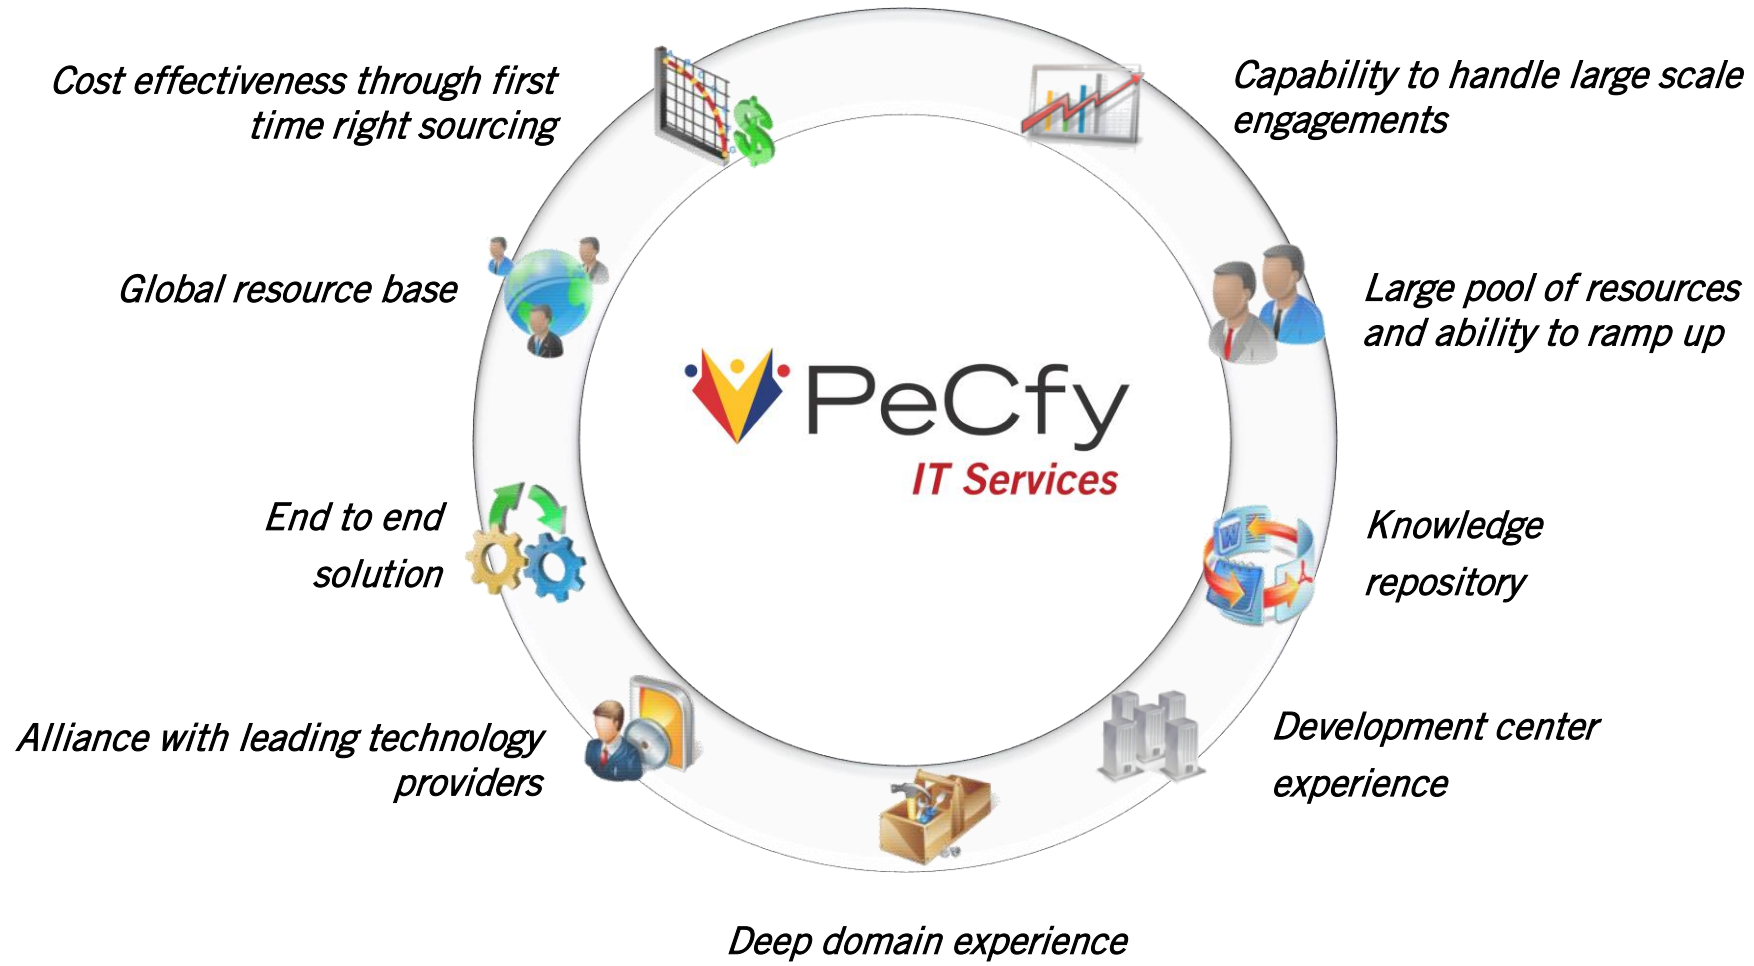 Cost effectiveness through first
time right sourcing
Capability to handle large scale
engagements
Global resource base
Large pool of resources
and ability to ramp up
PeCfy
IT Services
End to end
solution
Knowledge
repository
Alliance with leading technology
providers
Development center
experience
Deep domain experience